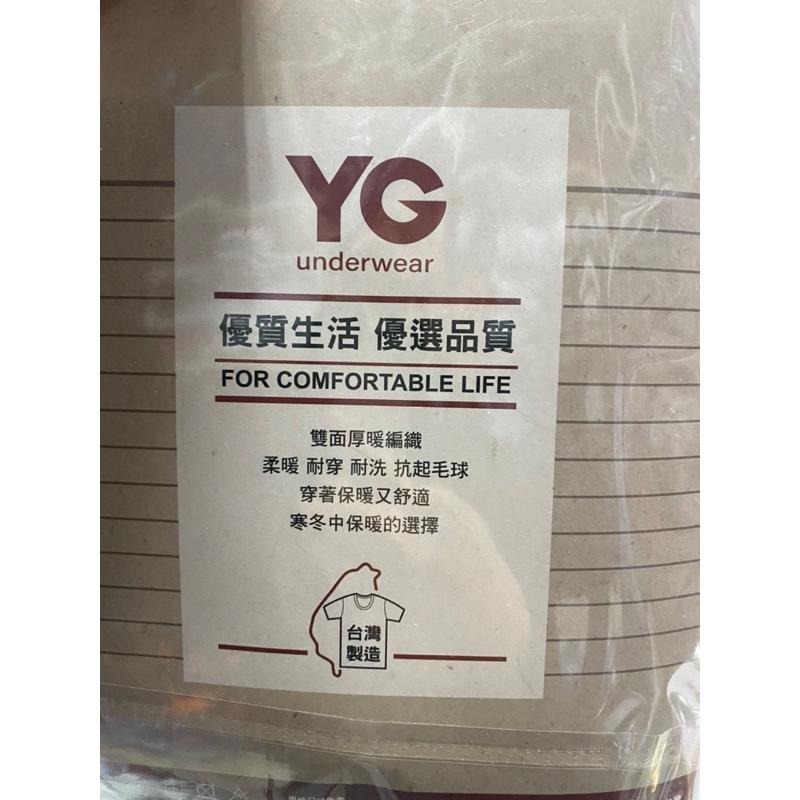 YG
underwear
優質生活 優選品質
FOR COMFORTABLE LIFE
雙面厚暖編織
柔暖 耐穿 耐洗 抗起毛球
穿著保暖又舒適
寒冬中保暖的選擇
台灣
製造